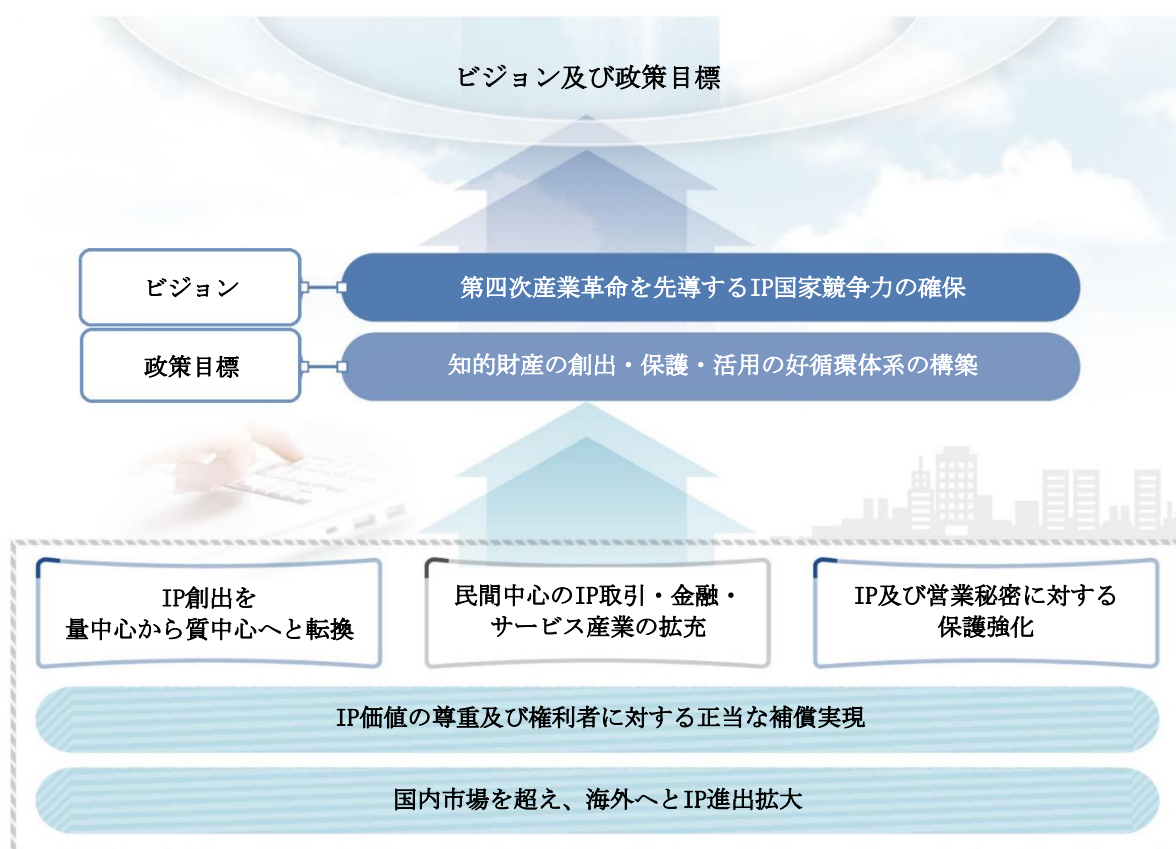 ビジョン及び政策目標
ビジョン
第四次産業革命を先導するIP国家競争力の確保
政策目標
知的財産の創出・保護・活用の好循環体系の構築
IP創出を
量中心から質中心へと転換
民間中心のIP取引・金融・
サービス産業の拡充
IP及び営業秘密に対する
保護強化
IP価値の尊重及び権利者に対する正当な補償実現
国内市場を超え、海外へとIP進出拡大